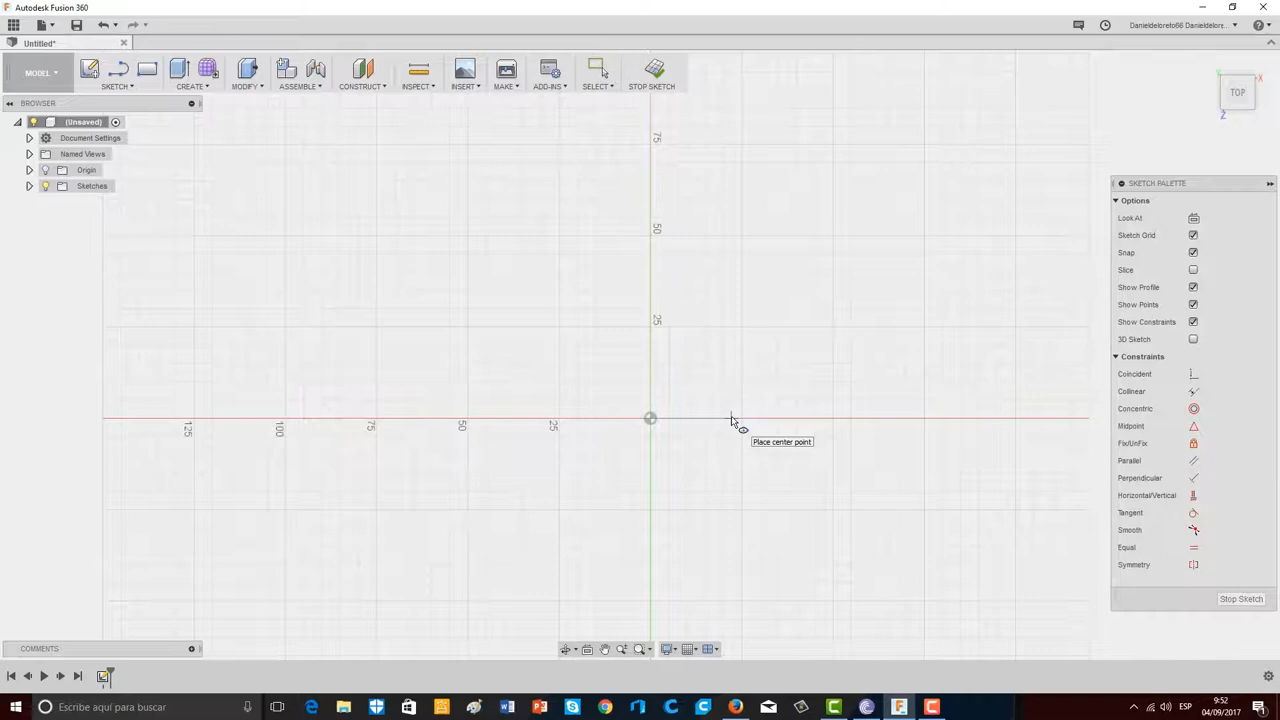 Autodesk Fusion 360
Danieldeloreto66 Danieldelore...
Untitled*
MODEL
SKETCH
CREATE
MODIFY
ASSEMBLE
CONSTRUCT
INSPECT
INSERT
MAKE
ADD-INS
SELECT
STOP SKETCH
BROWSER
(Unsaved)
Document Settings
Named Views
Origin
Sketches
TOP
X
Y
Z
75
50
25
125
100
75
50
25
Place center point
SKETCH PALETTE
Options
Look At
Sketch Grid
Snap
Slice
Show Profile
Show Points
Show Constraints
3D Sketch
Constraints
Coincident
Collinear
Concentric
Midpoint
Fix/UnFix
Parallel
Perpendicular
Horizontal/Vertical
Tangent
Smooth
Equal
Symmetry
Stop Sketch
COMMENTS
Escribe aquí para buscar
ESP
9:52
04/09/2017